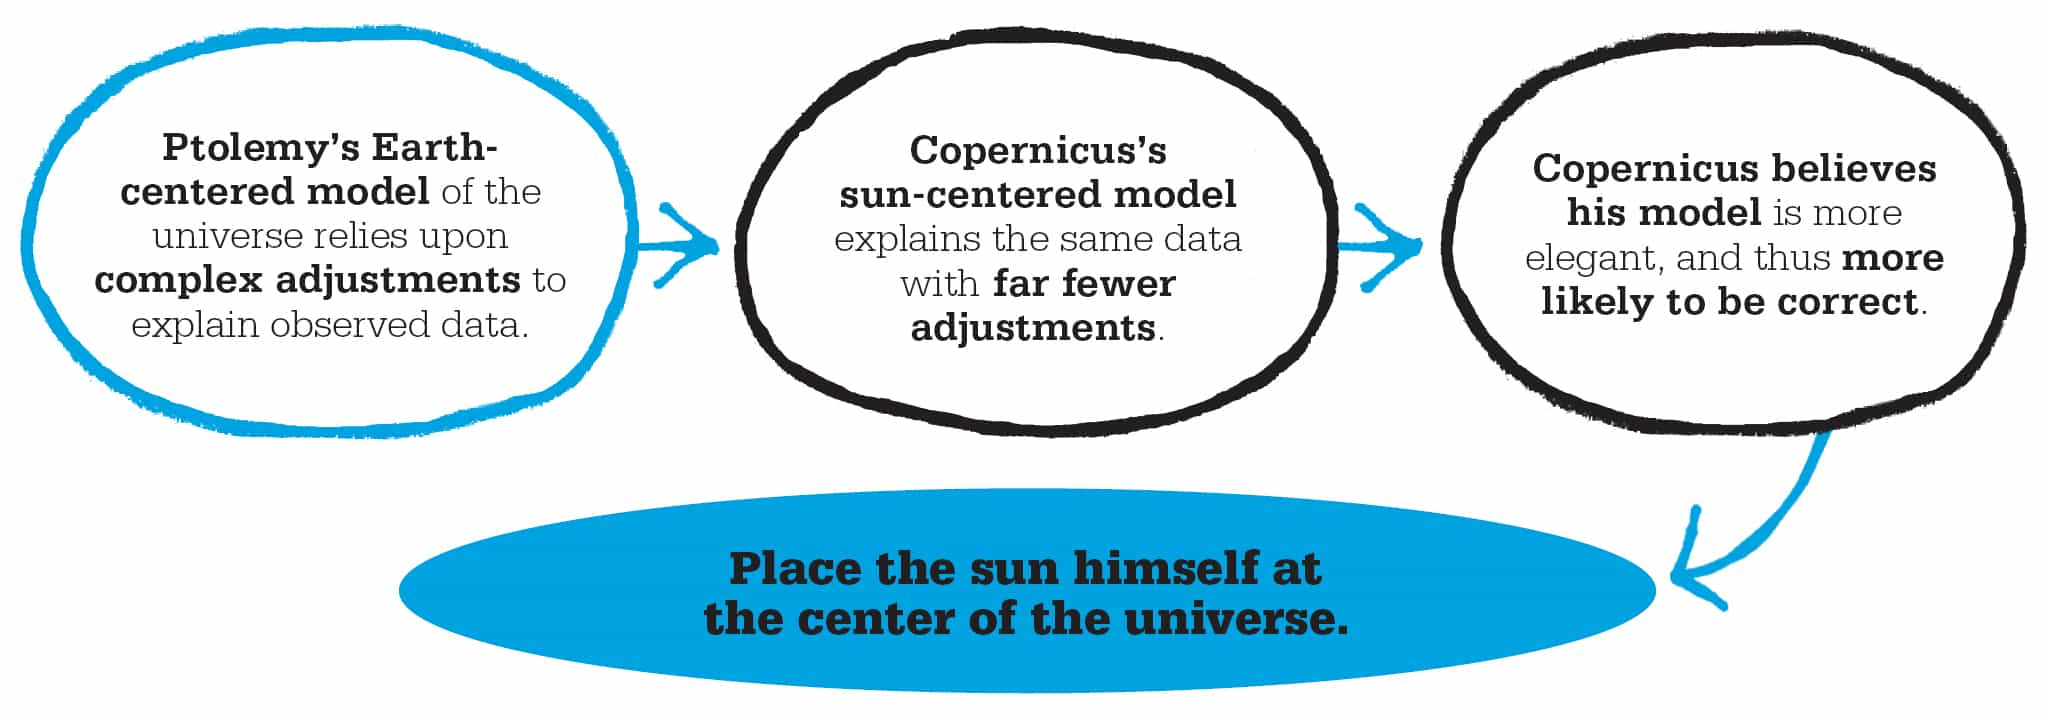 Ptolemy’s Earth-
centered model of the
universe relies upon
complex adjustments to
explain observed data.
Copernicus’s
sun-centered model
explains the same data
with far fewer
adjustments.
Copernicus believes
his model is more
elegant, and thus more
likely to be correct.
Place the sun himself at
the center of the universe.